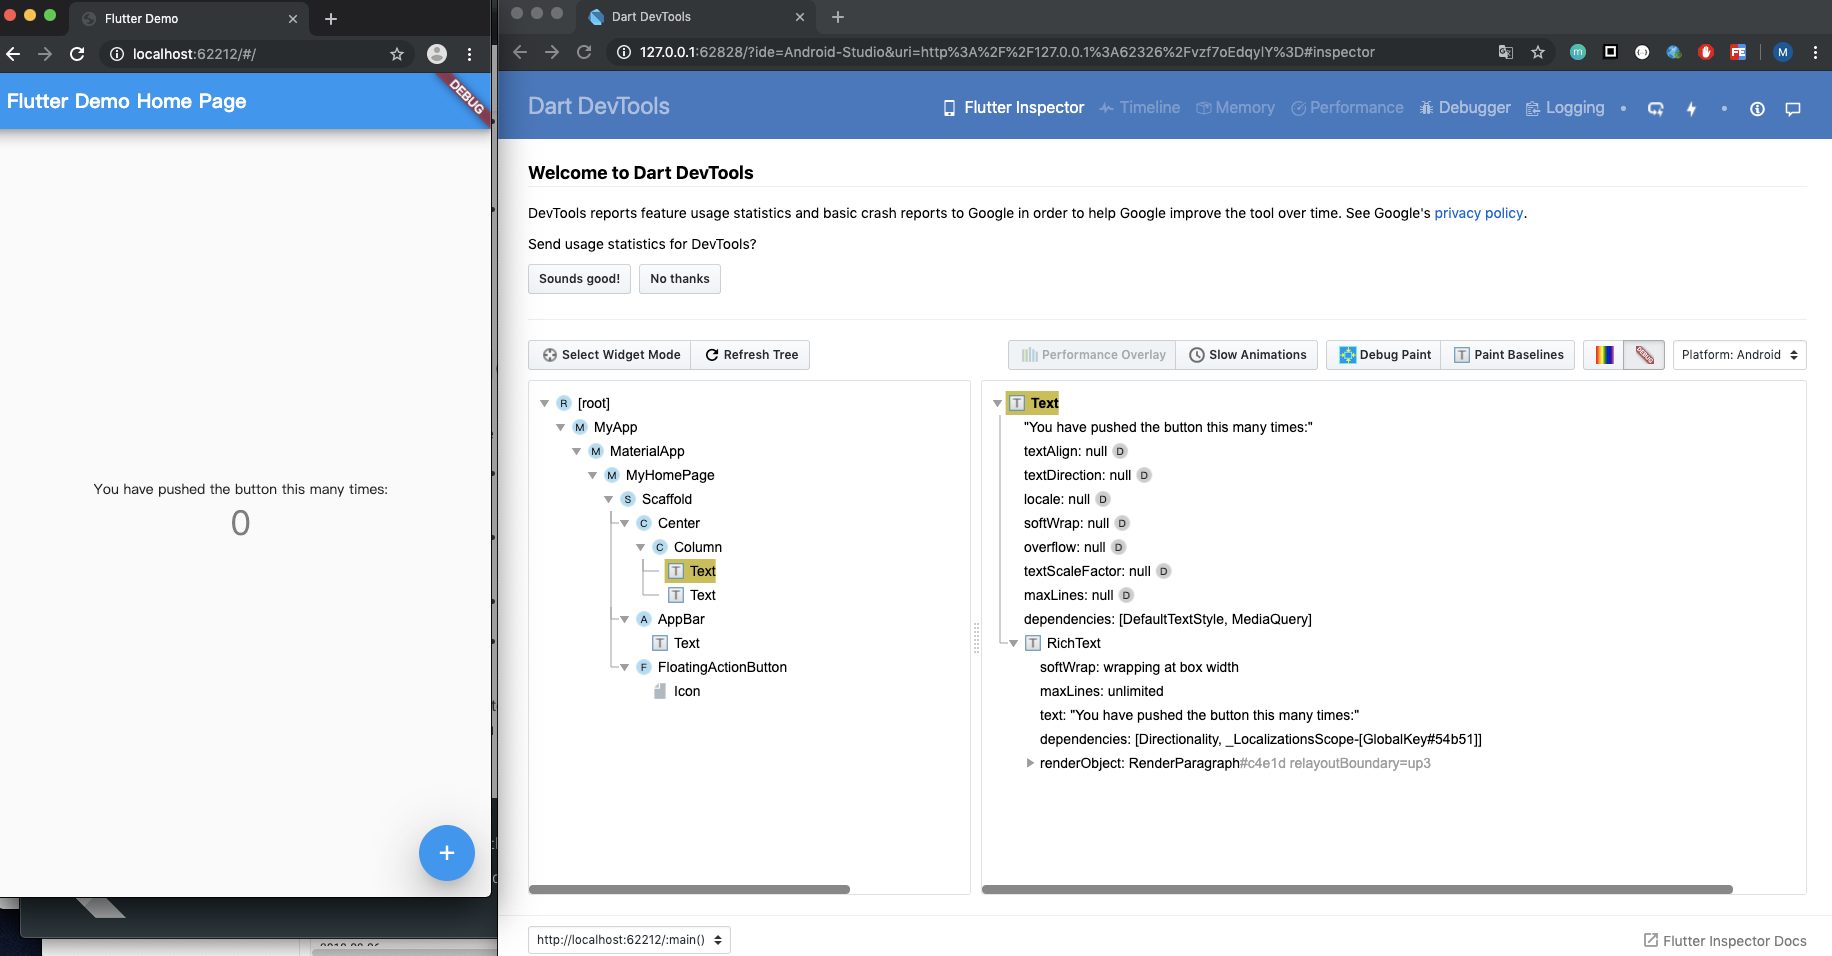 Flutter Demo
localhost:62212/#/
Flutter Demo Home Page
DEBUG
You have pushed the button this many times:
0
+
Dart DevTools
127.0.0.1:62828/?ide=Android-Studio&uri=http%3A%2F%2F127.0.0.1%3A62326%2Fvzf7oEdqyIY%3D#inspector
m
FE
M
Dart DevTools
Flutter Inspector
Timeline
Memory
Performance
Debugger
Logging
Welcome to Dart DevTools
DevTools reports feature usage statistics and basic crash reports to Google in order to help Google improve the tool over time. See Google's privacy policy.
Send usage statistics for DevTools?
Sounds good!
No thanks
Select Widget Mode
Refresh Tree
Performance Overlay
Slow Animations
Debug Paint
T Paint Baselines
Platform: Android
R [root]
M MyApp
M MaterialApp
M MyHomePage
S Scaffold
C Center
C Column
T Text
T Text
A AppBar
T Text
F FloatingActionButton
Icon
T Text
"You have pushed the button this many times:"
textAlign: null D
textDirection: null D
locale: null D
softWrap: null D
overflow: null D
textScaleFactor: null D
maxLines: null D
dependencies: [DefaultTextStyle, MediaQuery]
T RichText
softWrap: wrapping at box width
maxLines: unlimited
text: "You have pushed the button this many times:"
dependencies: [Directionality, _LocalizationsScope-[GlobalKey#54b51]]
renderObject: RenderParagraph#c4e1d relayoutBoundary=up3
http://localhost:62212/:main()
Flutter Inspector Docs